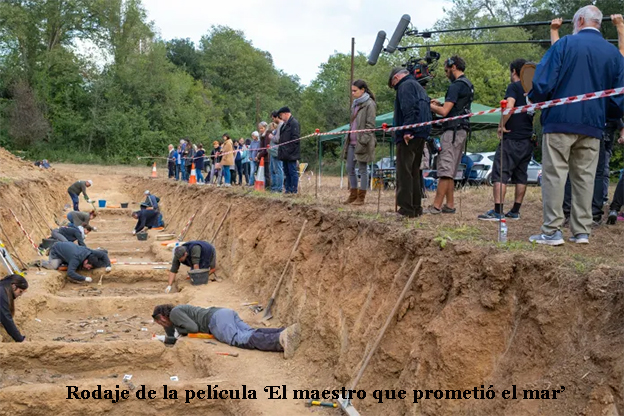 Rodaje de la película ‘El maestro que prometió el mar’